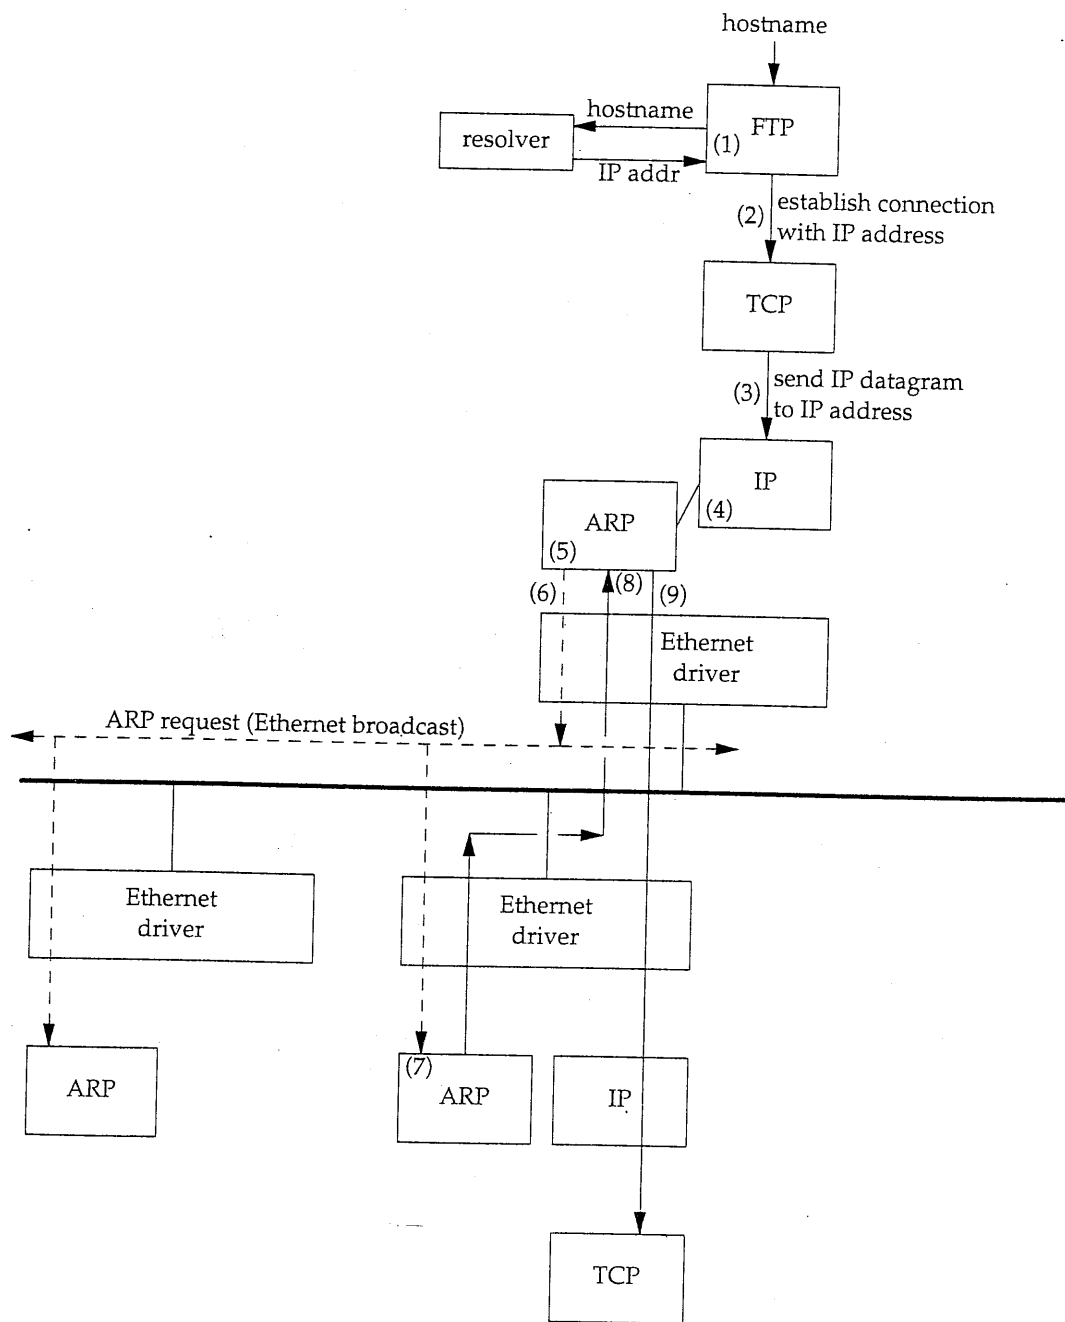 hostname
hostname
FTP
resolver
(1)
IP addr
establish connection
(2)
with IP address
TCP
send IP datagram
(3)
to IP address
IP
(4)
ARP
(5)
(6)
(8)
(9)
Ethernet
driver
ARP request (Ethernet broadcast)
Ethernet
driver
Ethernet
driver
ARP
(7)
ARP
IP
TCP